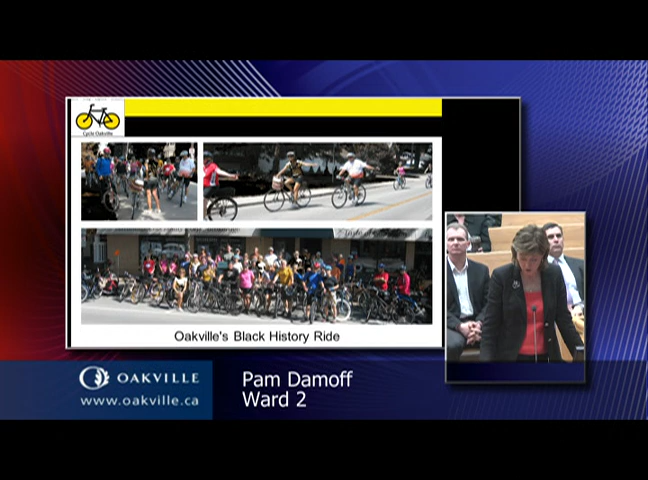 Cycle Oakville
Oakville's Black History Ride
OAKVILLE
www.oakville.ca
Pam Damoff
Ward 2